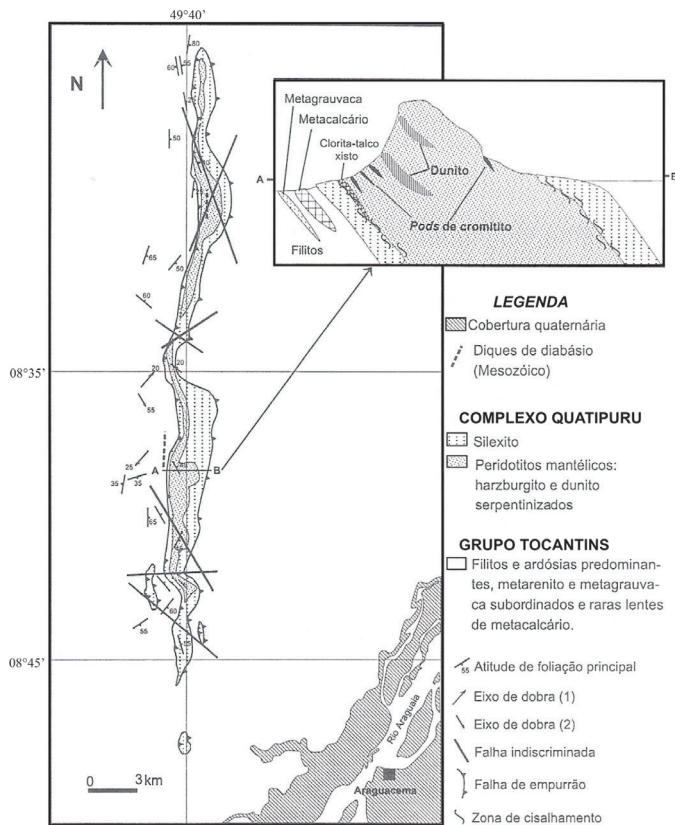 49°40'
N
80
60
55
50
Metagrauvaca
Metacalcário
Clorita-talco
xisto
Dunito
A
B
Pods de cromitito
Filitos
65
50
60
08°35'
20
20
55
A
B
25
35
35
65
60
55
08°45'
0 3 km
Rio Araguaia
Araguacema
LEGENDA
Cobertura quaternária
Diques de diabásio
(Mesozóico)
COMPLEXO QUATIPURU
Silexito
Peridotitos mantélicos:
harzburgito e dunito
serpentinizados
GRUPO TOCANTINS
Filitos e ardósias predominan-
tes, metarenito e metagrauva-
ca subordinados e raras lentes
de metacalcário.
55 Atitude de foliação principal
Eixo de dobra (1)
Eixo de dobra (2)
Falha indiscriminada
Falha de empurrão
Zona de cisalhamento